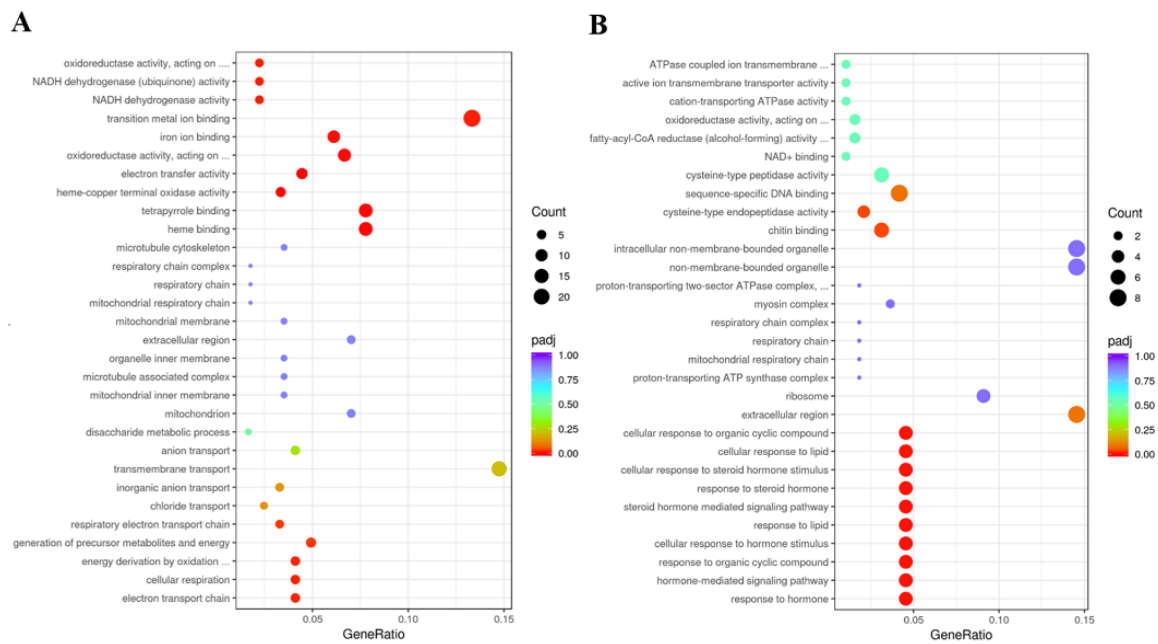 A
oxidoreductase activity, acting on ....
NADH dehydrogenase (ubiquinone) activity
NADH dehydrogenase activity
transition metal ion binding
iron ion binding
oxidoreductase activity, acting on ...
electron transfer activity
heme-copper terminal oxidase activity
tetrapyrrole binding
heme binding
microtubule cytoskeleton
respiratory chain complex
respiratory chain
mitochondrial respiratory chain
mitochondrial membrane
extracellular region
organelle inner membrane
microtubule associated complex
mitochondrial inner membrane
mitochondrion
disaccharide metabolic process
anion transport
transmembrane transport
inorganic anion transport
chloride transport
respiratory electron transport chain
generation of precursor metabolites and energy
energy derivation by oxidation ...
cellular respiration
electron transport chain
0.05 0.10 0.15
GeneRatio
Count
5
10
15
20
padj
1.00
0.75
0.50
0.25
0.00
B
ATPase coupled ion transmembrane ...
active ion transmembrane transporter activity
cation-transporting ATPase activity
oxidoreductase activity, acting on ...
fatty-acyl-CoA reductase (alcohol-forming) activity ...
NAD+ binding
cysteine-type peptidase activity
sequence-specific DNA binding
cysteine-type endopeptidase activity
chitin binding
intracellular non-membrane-bounded organelle
non-membrane-bounded organelle
proton-transporting two-sector ATPase complex, ...
myosin complex
respiratory chain complex
respiratory chain
mitochondrial respiratory chain
proton-transporting ATP synthase complex
ribosome
extracellular region
cellular response to organic cyclic compound
cellular response to lipid
cellular response to steroid hormone stimulus
response to steroid hormone
steroid hormone mediated signaling pathway
response to lipid
cellular response to hormone stimulus
response to organic cyclic compound
hormone-mediated signaling pathway
response to hormone
0.05 0.10 0.15
GeneRatio
Count
2
4
6
8
padj
1.00
0.75
0.50
0.25
0.00